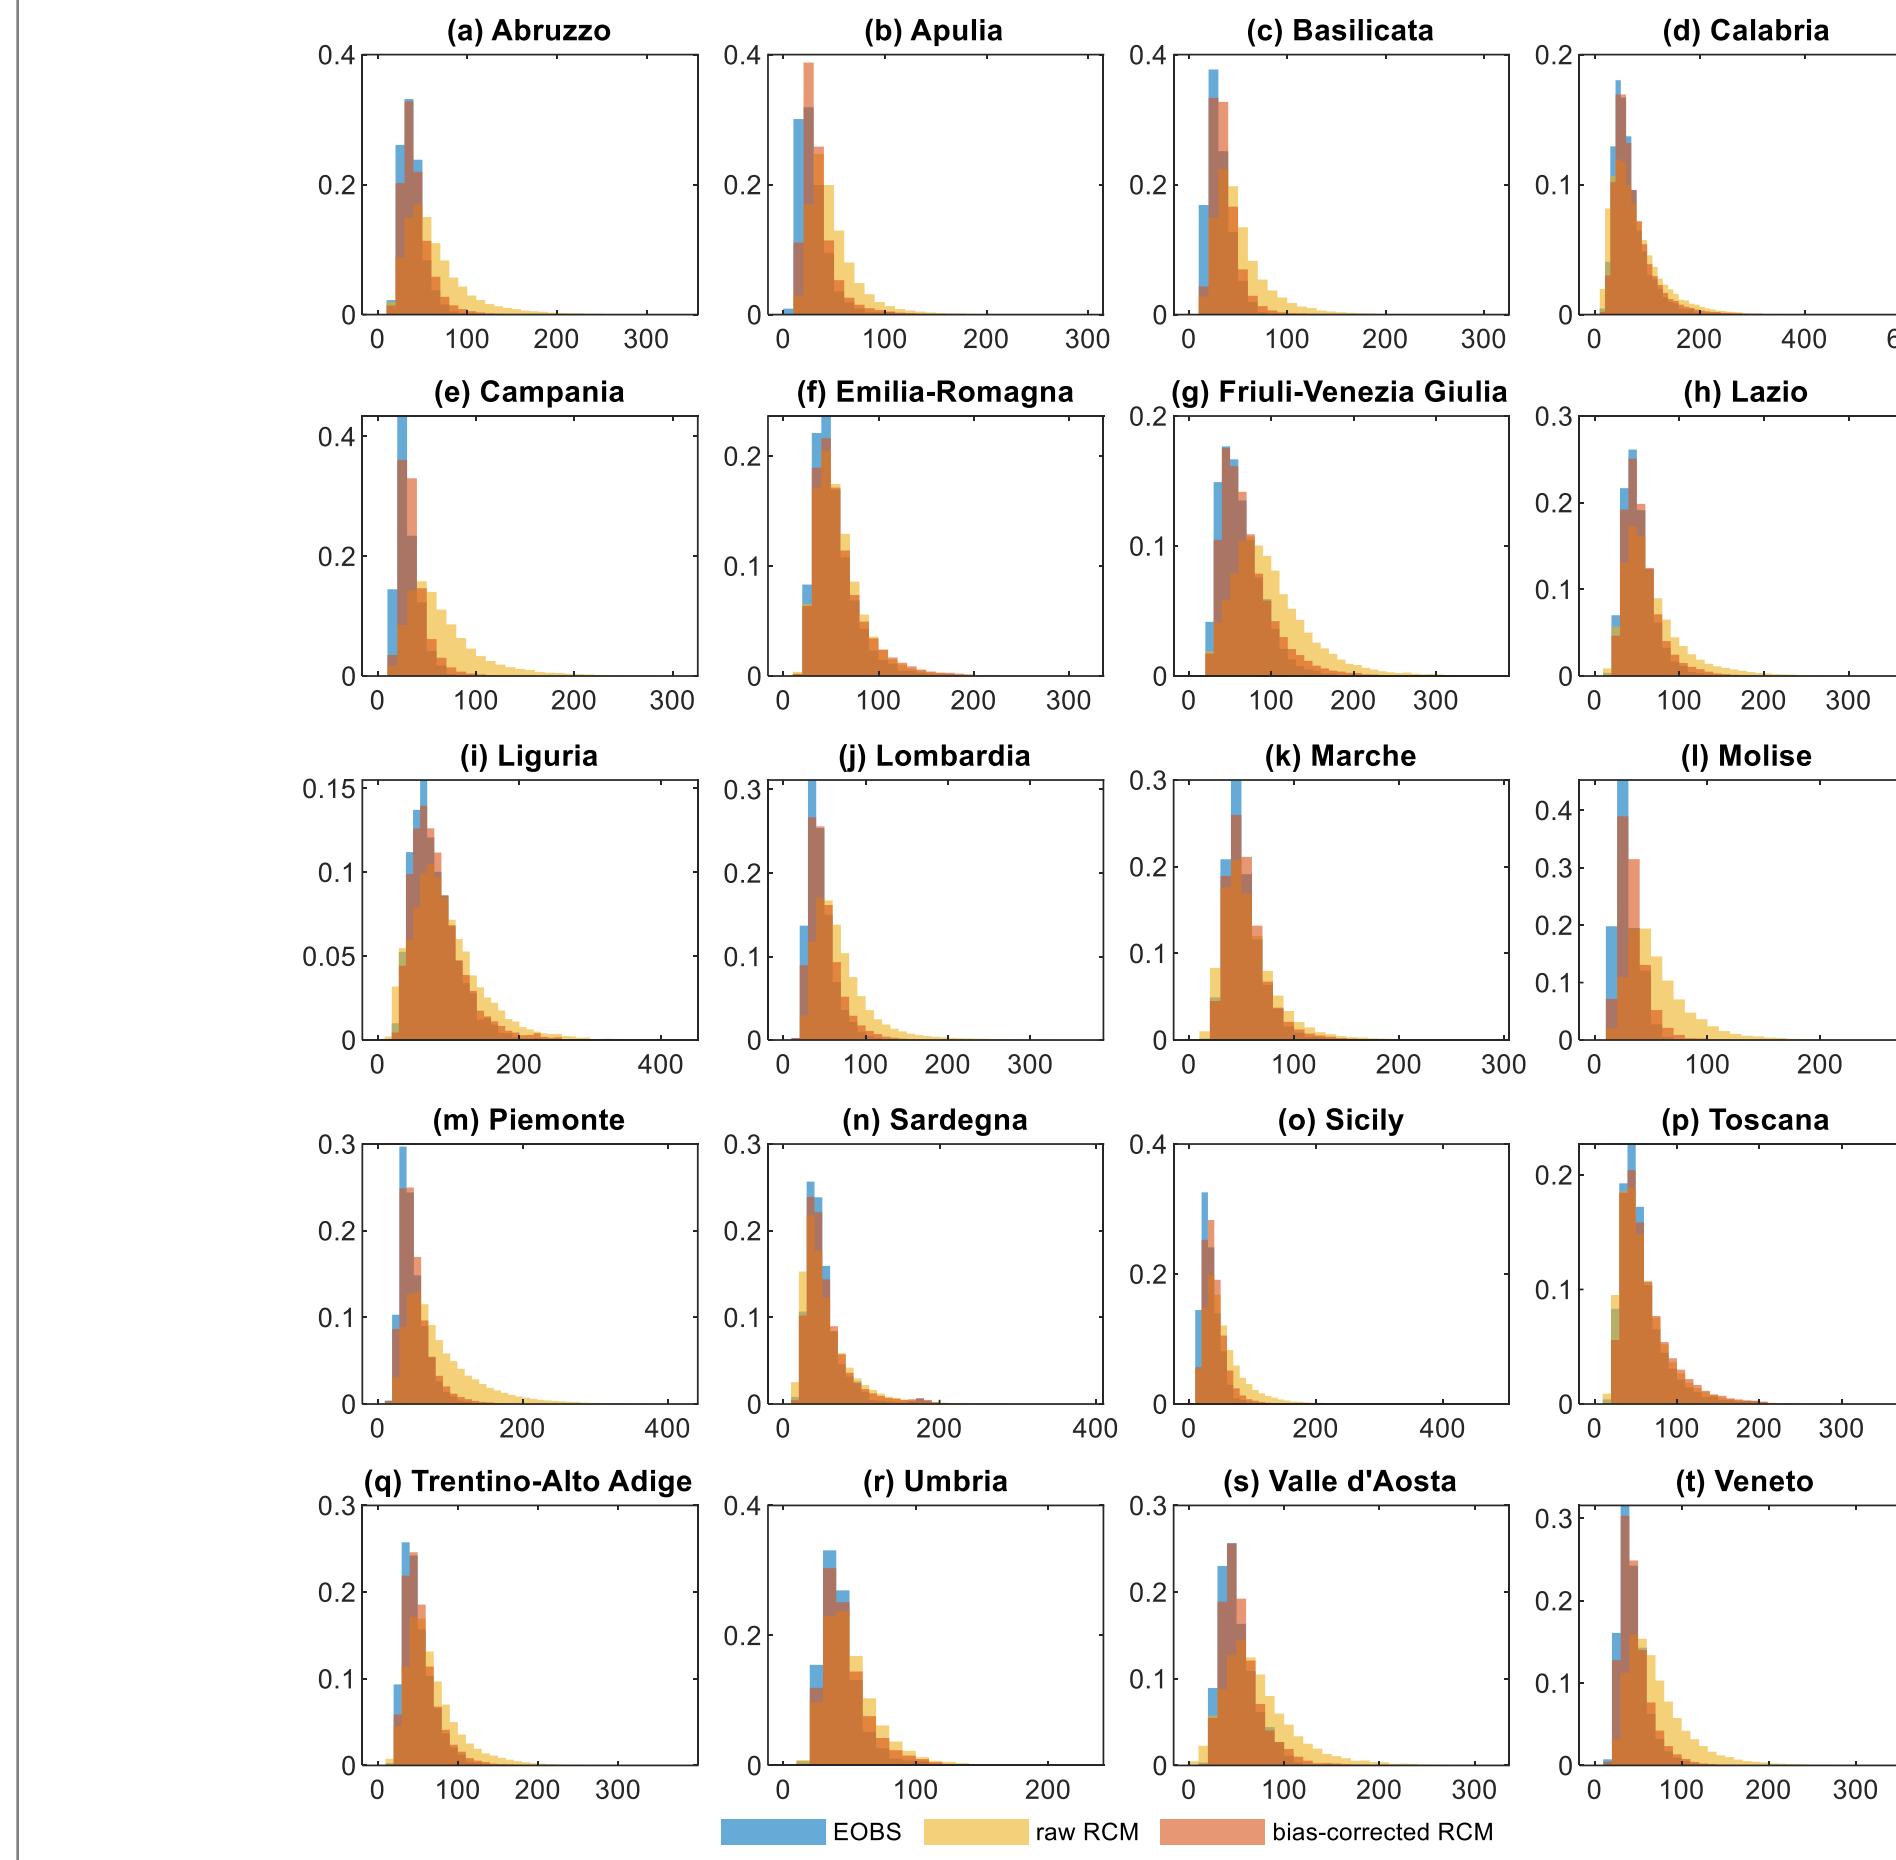 (a) Abruzzo (b) Apulia (c) Basilicata (d) Calabria
0.4 0.4 0.4 0.2
0.2 0.2 0.2 0.1
0 0 0 0
0 100 200 300 0 100 200 300 0 100 200 300 0 200 400
(e) Campania (f) Emilia-Romagna (g) Friuli-Venezia Giulia (h) Lazio
0.4 0.2 0.2 0.3
0.2 0.1 0.1 0.2
0 0 0 0.1
0
0 100 200 300 0 100 200 300 0 100 200 300 0 100 200 300
(i) Liguria (j) Lombardia (k) Marche (l) Molise
0.15 0.3 0.3 0.4
0.1 0.2 0.2 0.3
0.05 0.1 0.1 0.2
0 0 0 0.1
0
0 200 400 0 100 200 300 0 100 200 300 0 100 200
(m) Piemonte (n) Sardegna (o) Sicily (p) Toscana
0.3 0.3 0.4 0.2
0.2 0.2 0.2 0.1
0.1 0.1 0 0
0 0
0 200 400 0 200 400 0 200 400 0 100 200 300
(q) Trentino-Alto Adige (r) Umbria (s) Valle d'Aosta (t) Veneto
0.3 0.4 0.3 0.3
0.2 0.2 0.2 0.2
0.1 0 0.1 0.1
0 0 0
0 100 200 300 0 100 200 0 100 200 300 0 100 200 300
EOBS raw RCM bias-corrected RCM